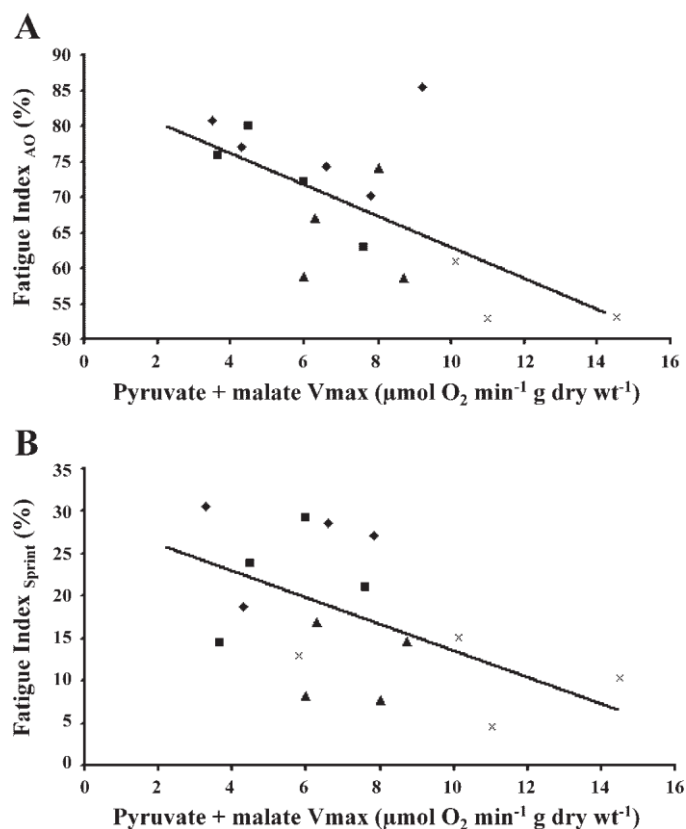 A
90
85
80
75
70
65
60
55
50
Fatigue Index AO (%)
0 2 4 6 8 10 12 14 16
Pyruvate + malate Vmax (µmol O2 min-1 g dry wt-1)
B
35
30
25
20
15
10
5
0
Fatigue Index Sprint (%)
0 2 4 6 8 10 12 14 16
Pyruvate + malate Vmax (µmol O2 min-1 g dry wt-1)